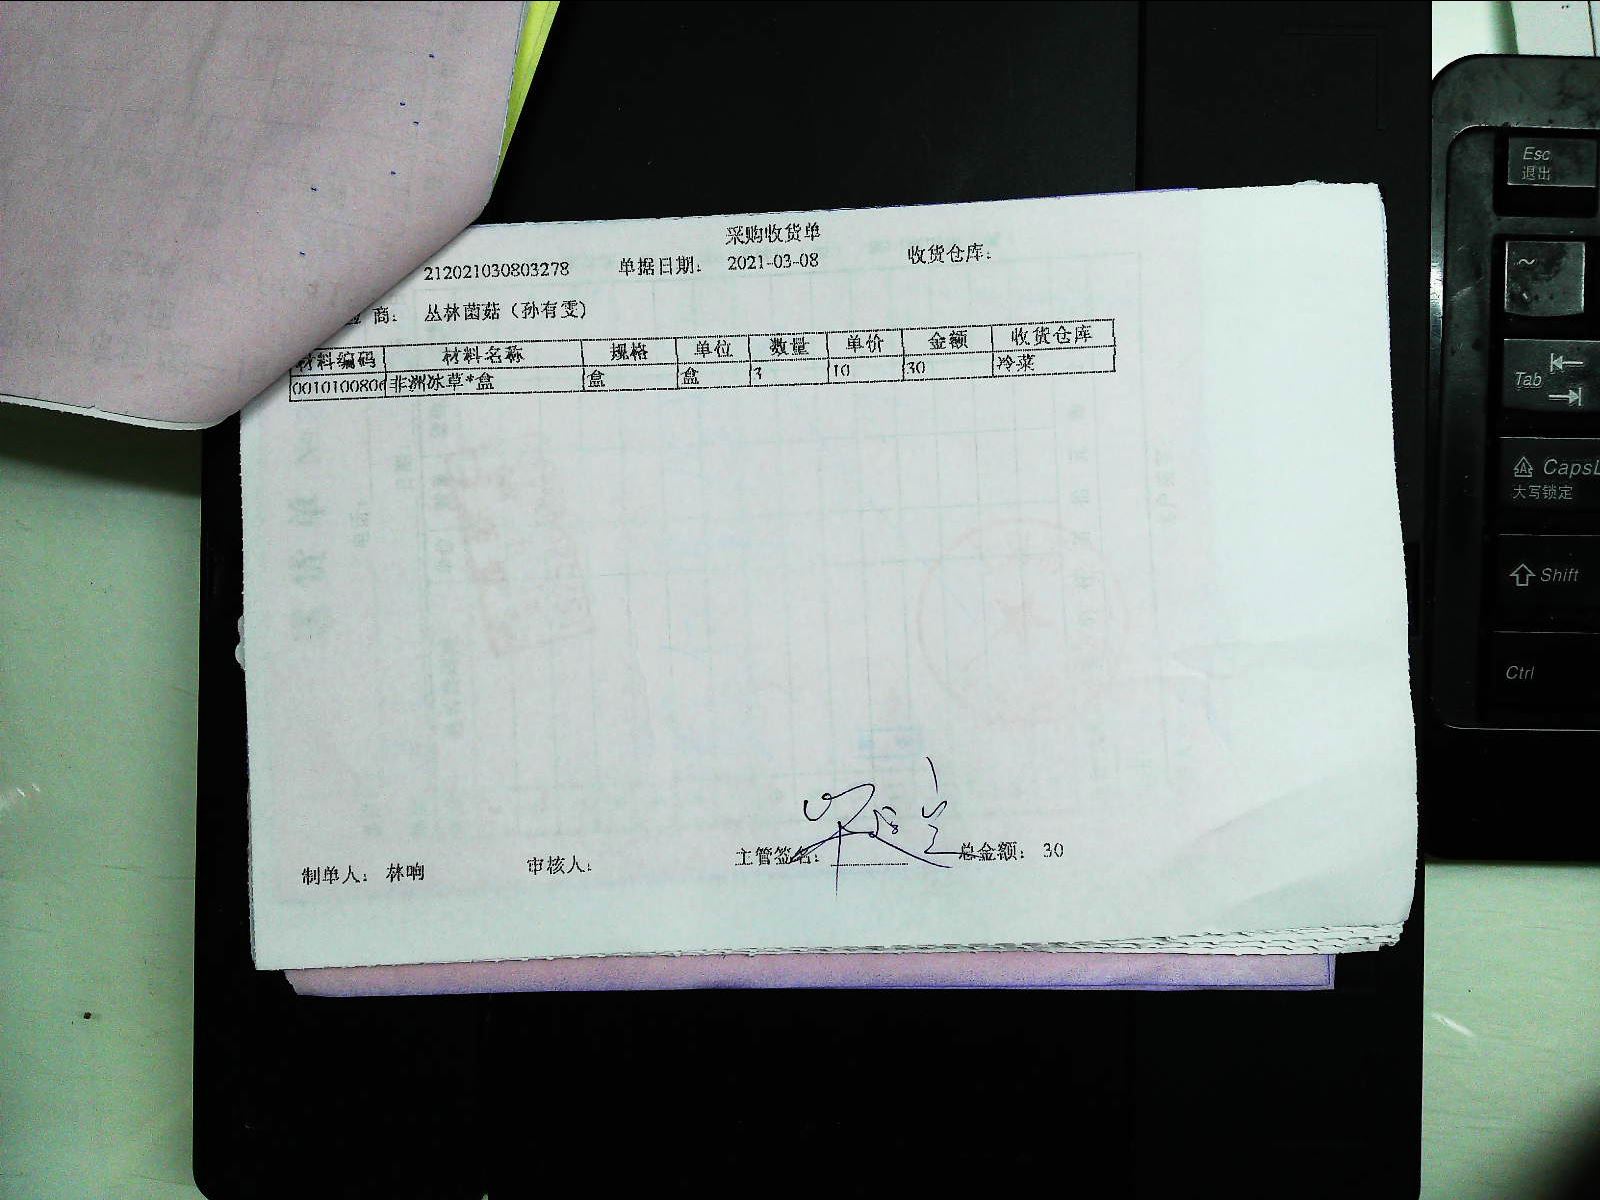 采购收货单
212021030803278 单据日期: 2021-03-08 收货仓库:
商: 丛林菌菇（孙有雯）
材料编码 材料名称 规格 单位 数量 单价 金额 收货仓库
0010100806 非洲冰草*盒 盒 盒 3 10 30 冷菜
制单人: 林响 审核人: 主管签名: 总金额: 30
Esc
退出
~
Tab
CapsL
大写锁定
Shift
Ctrl